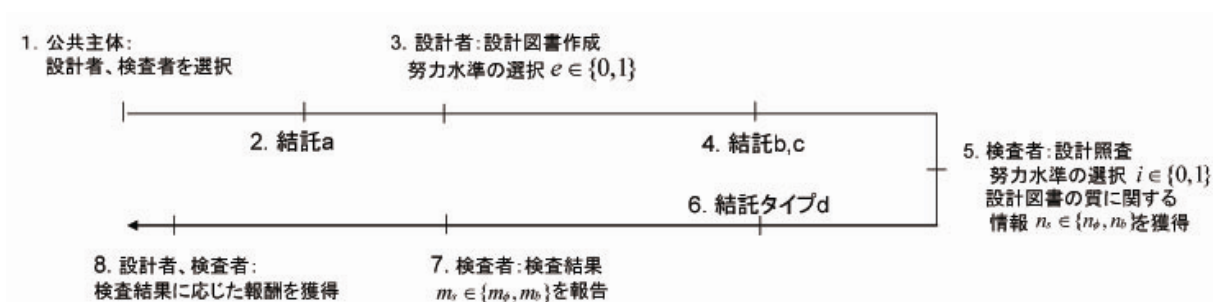 1. 公共主体:
設計者、検査者を選択
3. 設計者:設計図書作成
努力水準の選択 e ∈ {0,1}
2. 結託a
4. 結託b,c
5. 検査者:設計照査
努力水準の選択 i ∈ {0,1}
設計図書の質に関する
情報 nₛ ∈ {n_ϕ, n_b}を獲得
6. 結託タイプd
7. 検査者:検査結果
mₛ ∈ {m_ϕ, m_b}を報告
8. 設計者、検査者:
検査結果に応じた報酬を獲得